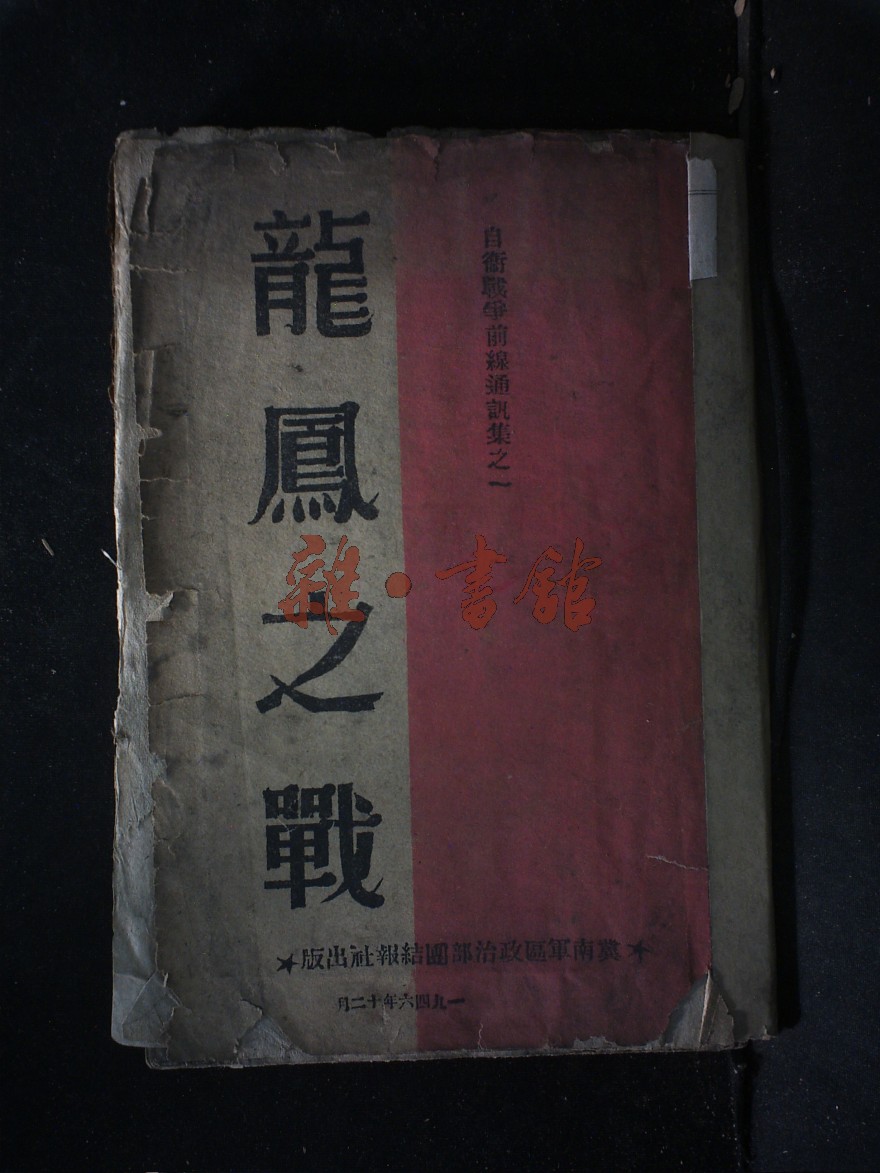 自衛戰爭前線通訊集之一
龍鳳之戰
冀南軍區政治部團結報社出版
一九四六年十二月
雜·書館